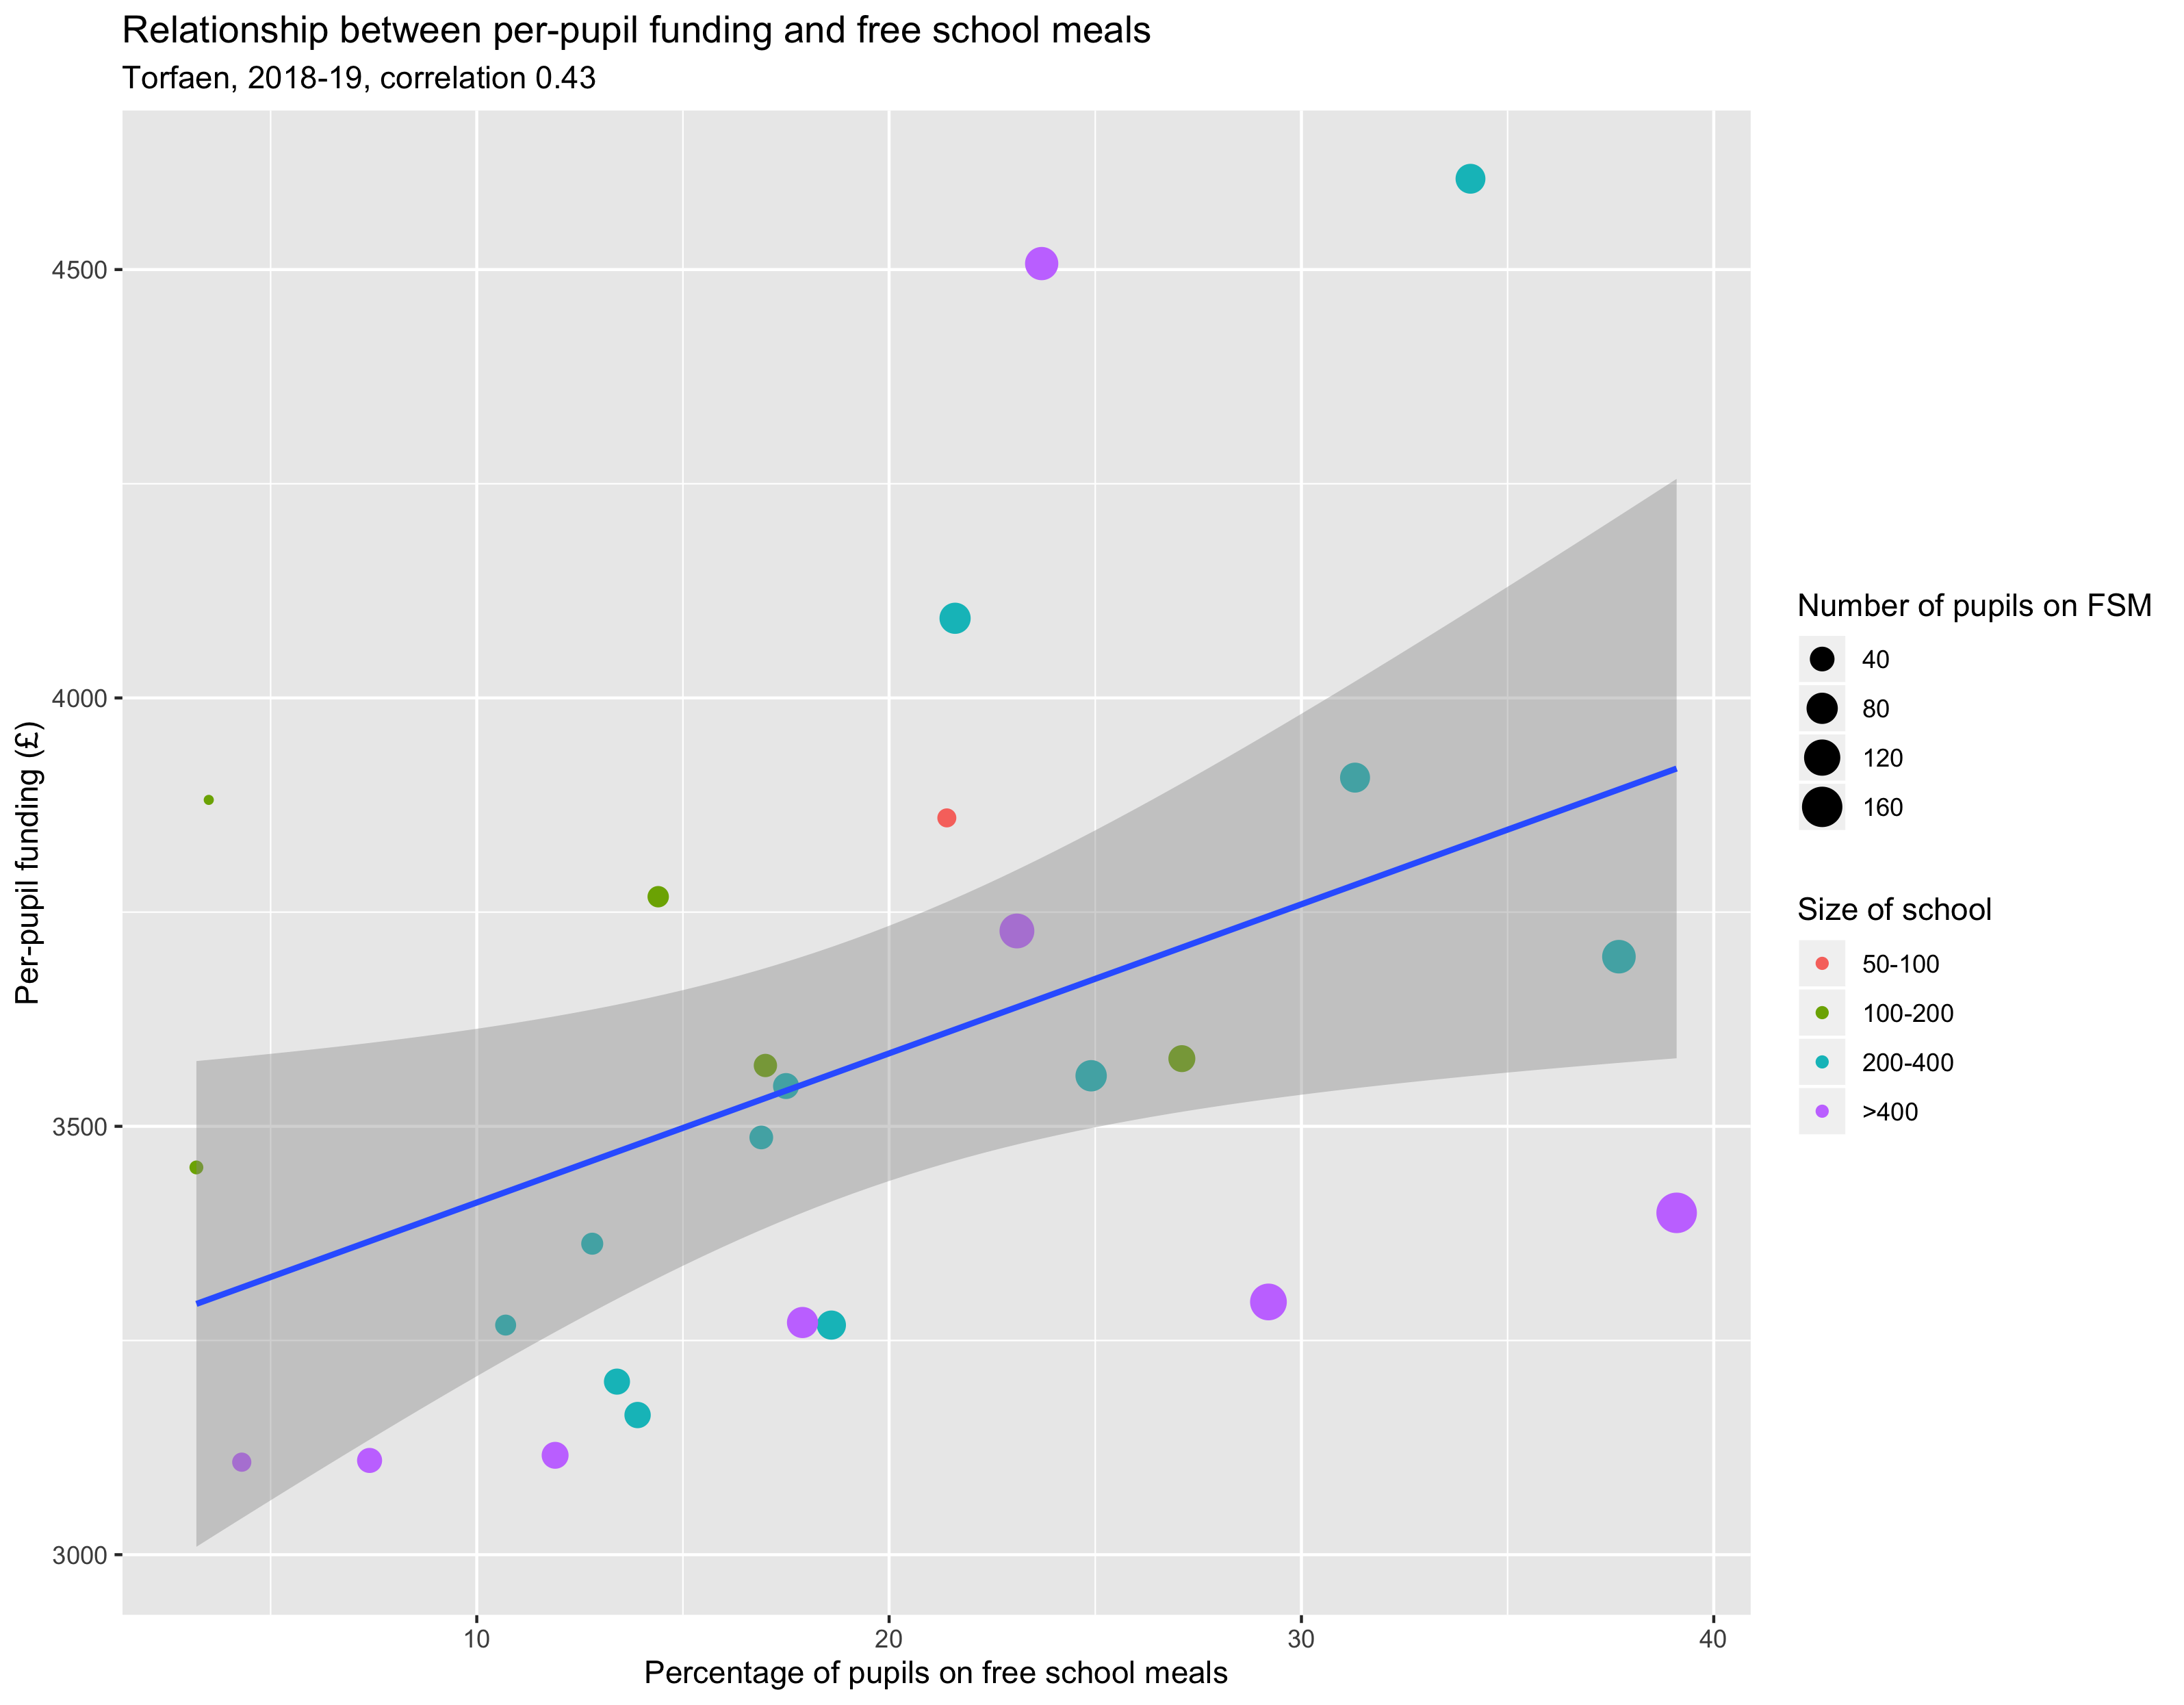 Relationship between per-pupil funding and free school meals
Torfaen, 2018-19, correlation 0.43
Per-pupil funding (£)
4500
4000
3500
3000
10
20
30
40
Percentage of pupils on free school meals
Number of pupils on FSM
40
80
120
160
Size of school
50-100
100-200
200-400
>400